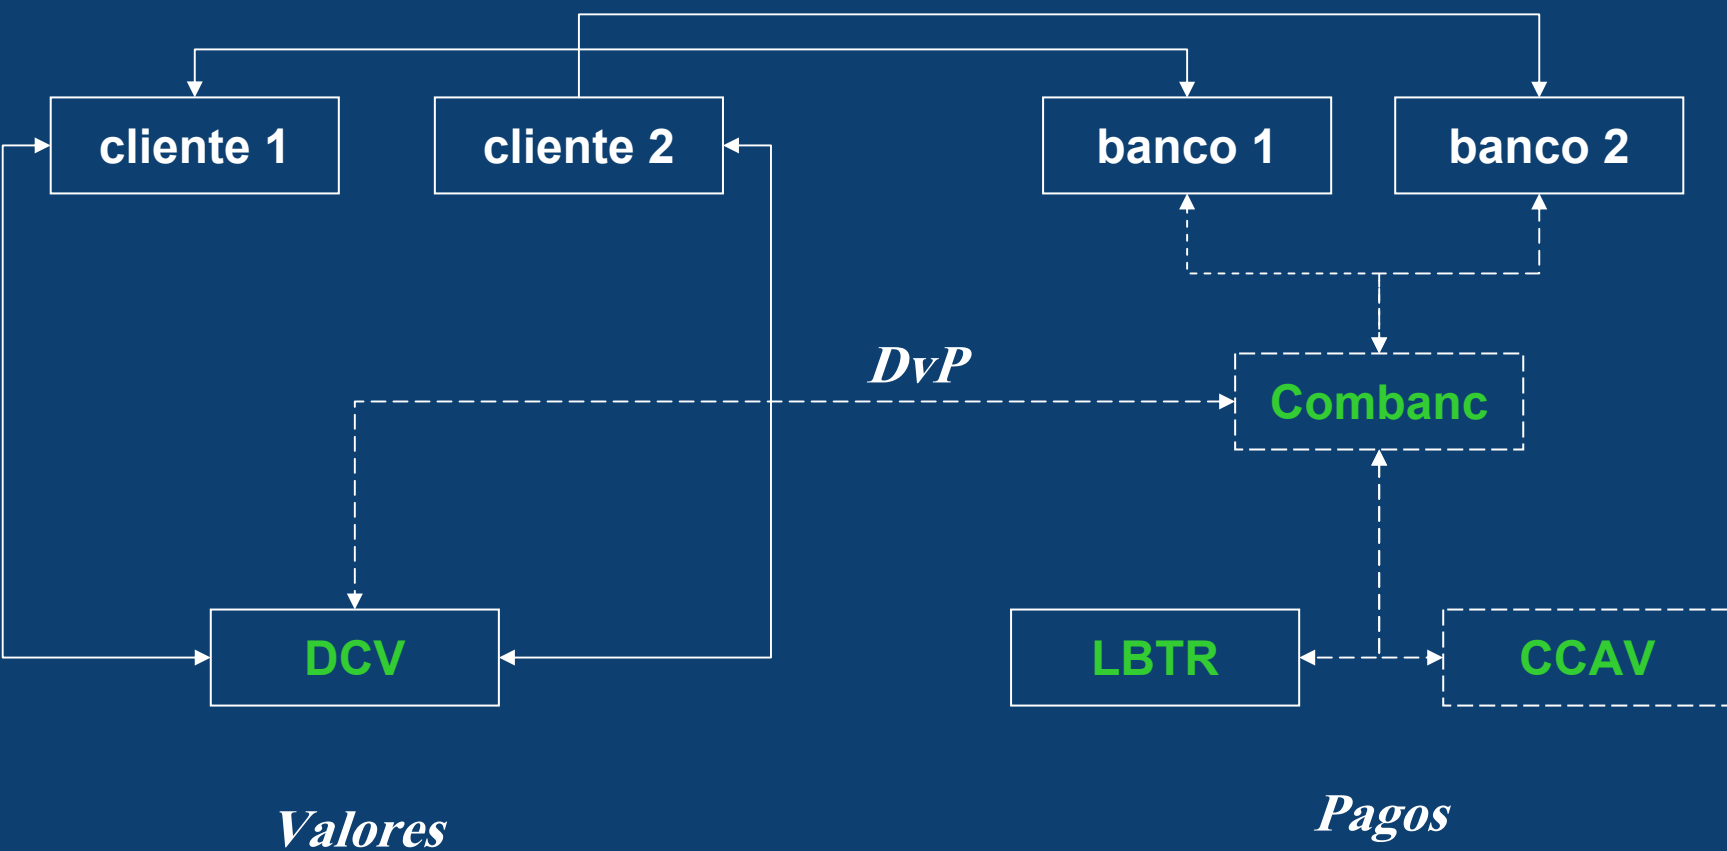 cliente 1
cliente 2
banco 1
banco 2
DvP
Combanc
DCV
LBTR
CCAV
Valores
Pagos